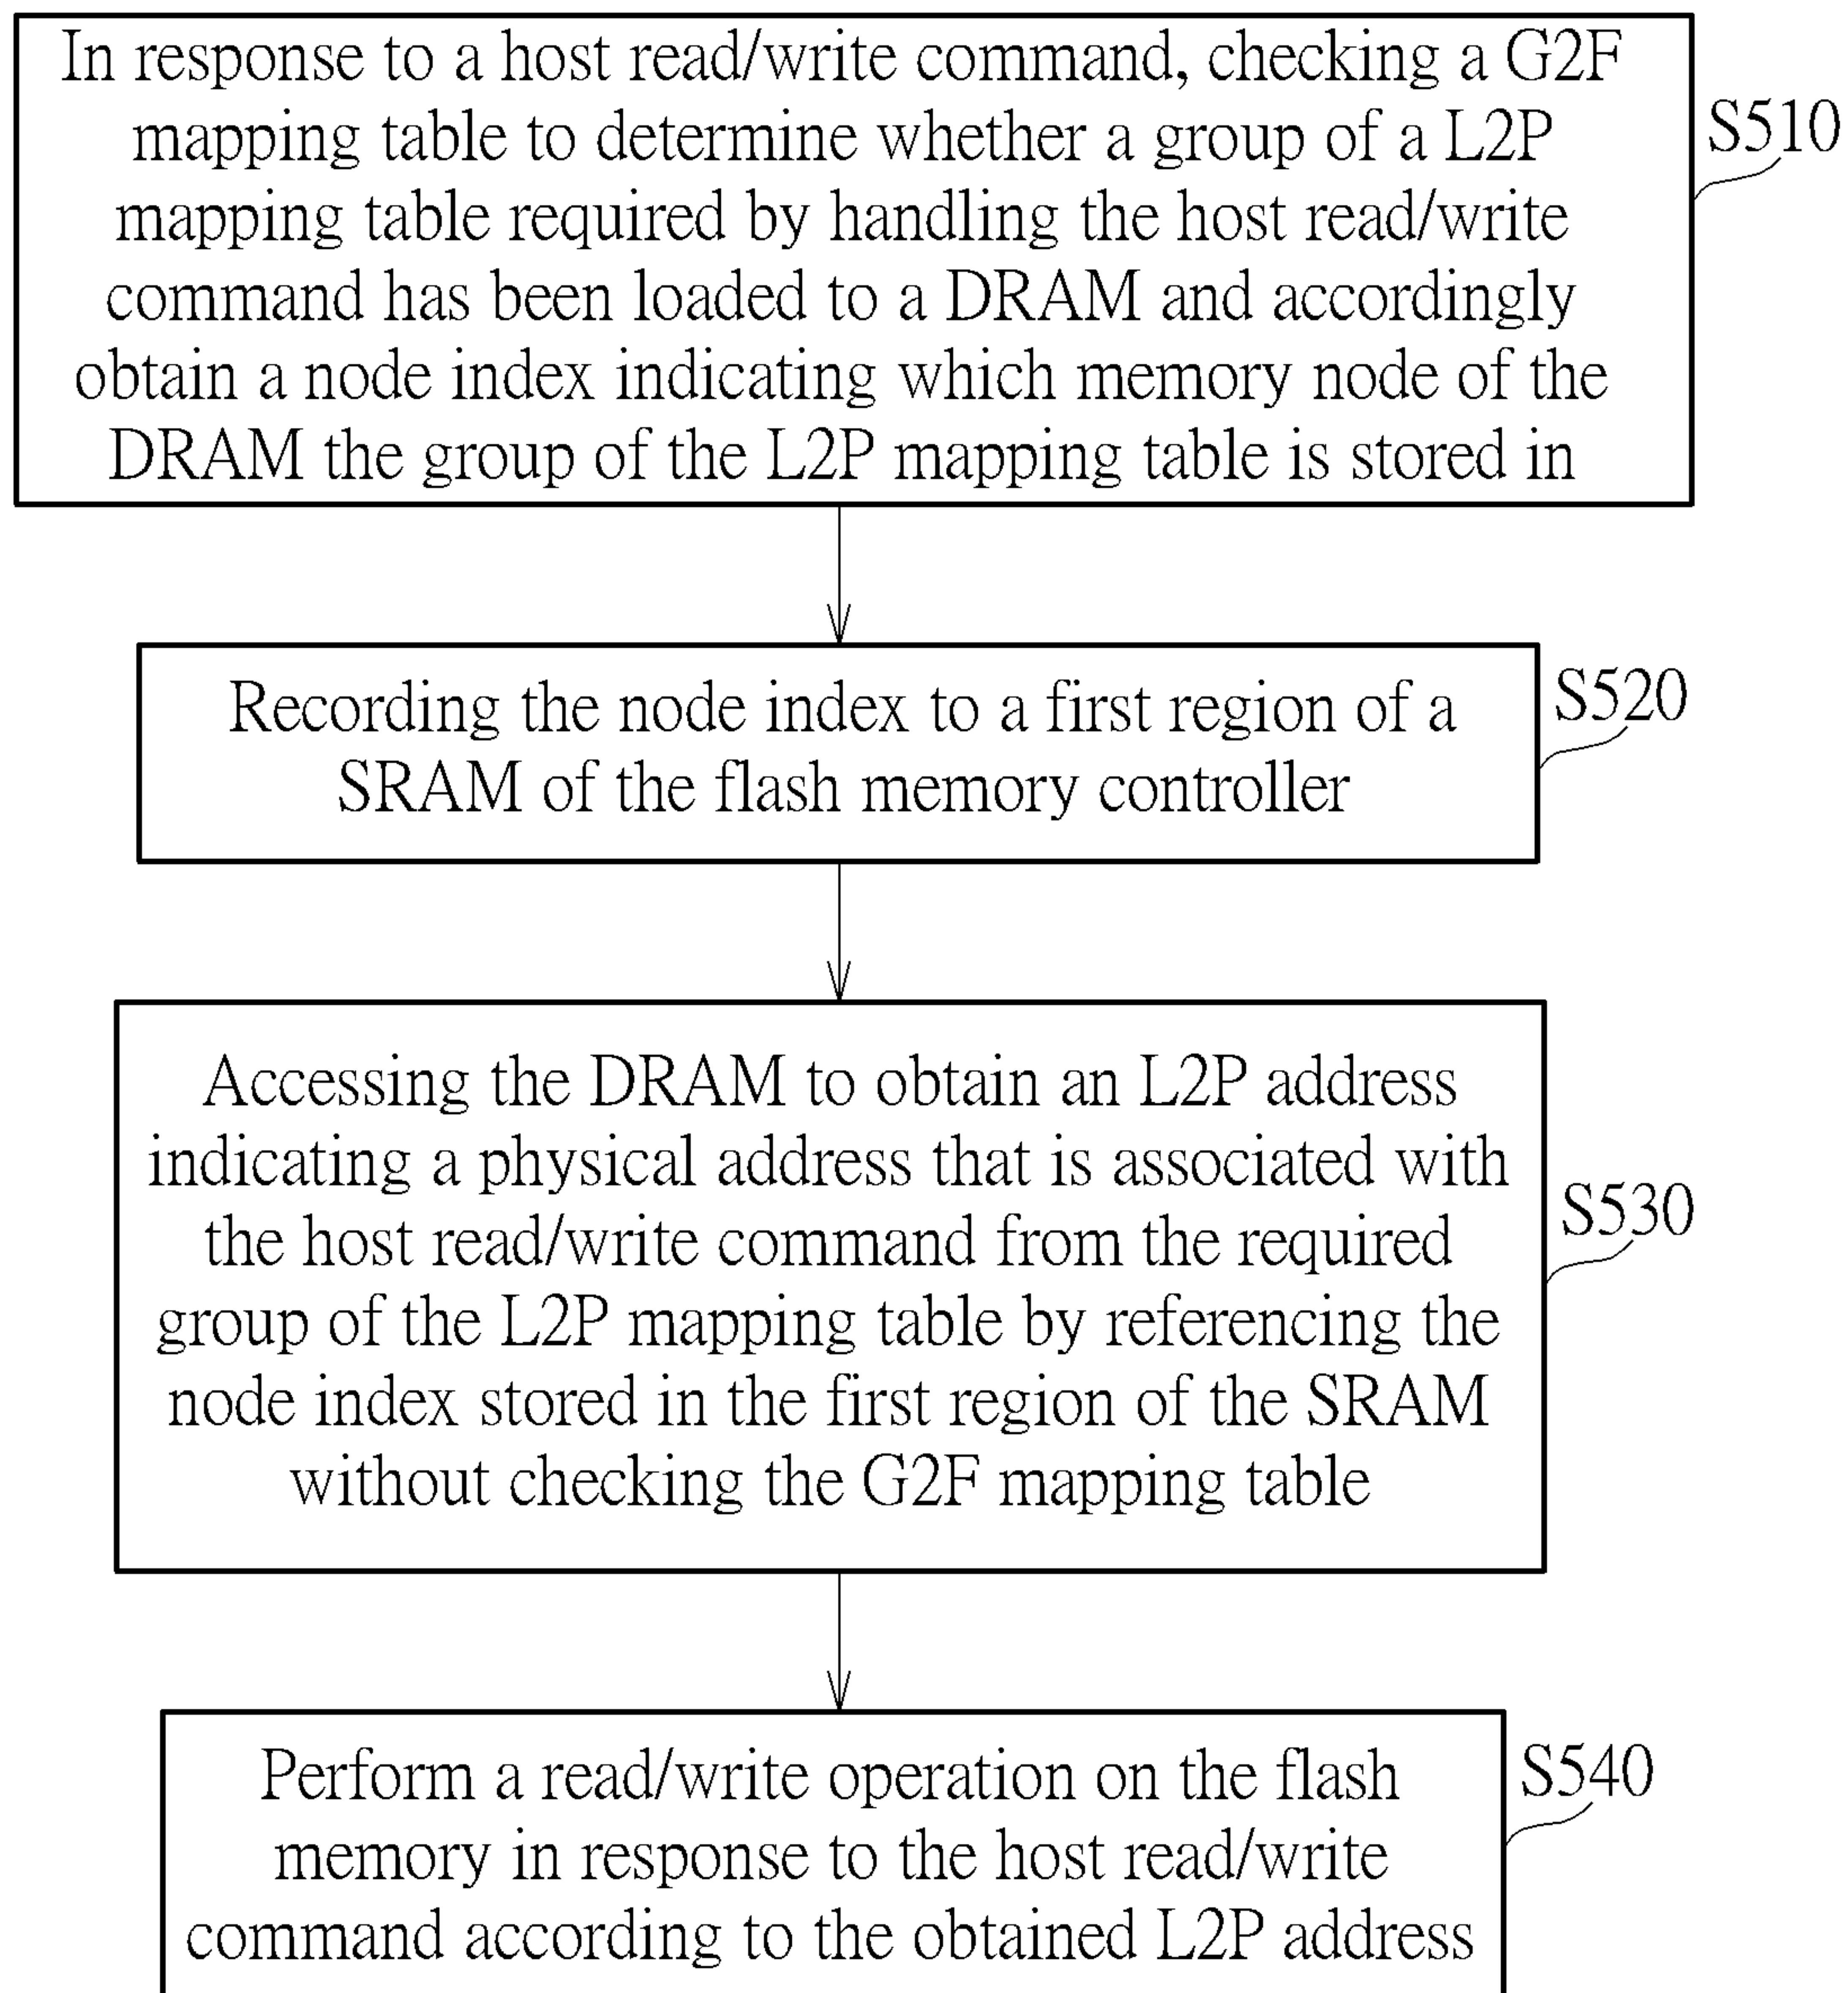 In response to a host read/write command, checking a G2F
mapping table to determine whether a group of a L2P
mapping table required by handling the host read/write
command has been loaded to a DRAM and accordingly
obtain a node index indicating which memory node of the
DRAM the group of the L2P mapping table is stored in
S510
Recording the node index to a first region of a
SRAM of the flash memory controller
S520
Accessing the DRAM to obtain an L2P address
indicating a physical address that is associated with
the host read/write command from the required
group of the L2P mapping table by referencing the
node index stored in the first region of the SRAM
without checking the G2F mapping table
S530
Perform a read/write operation on the flash
memory in response to the host read/write
command according to the obtained L2P address
S540